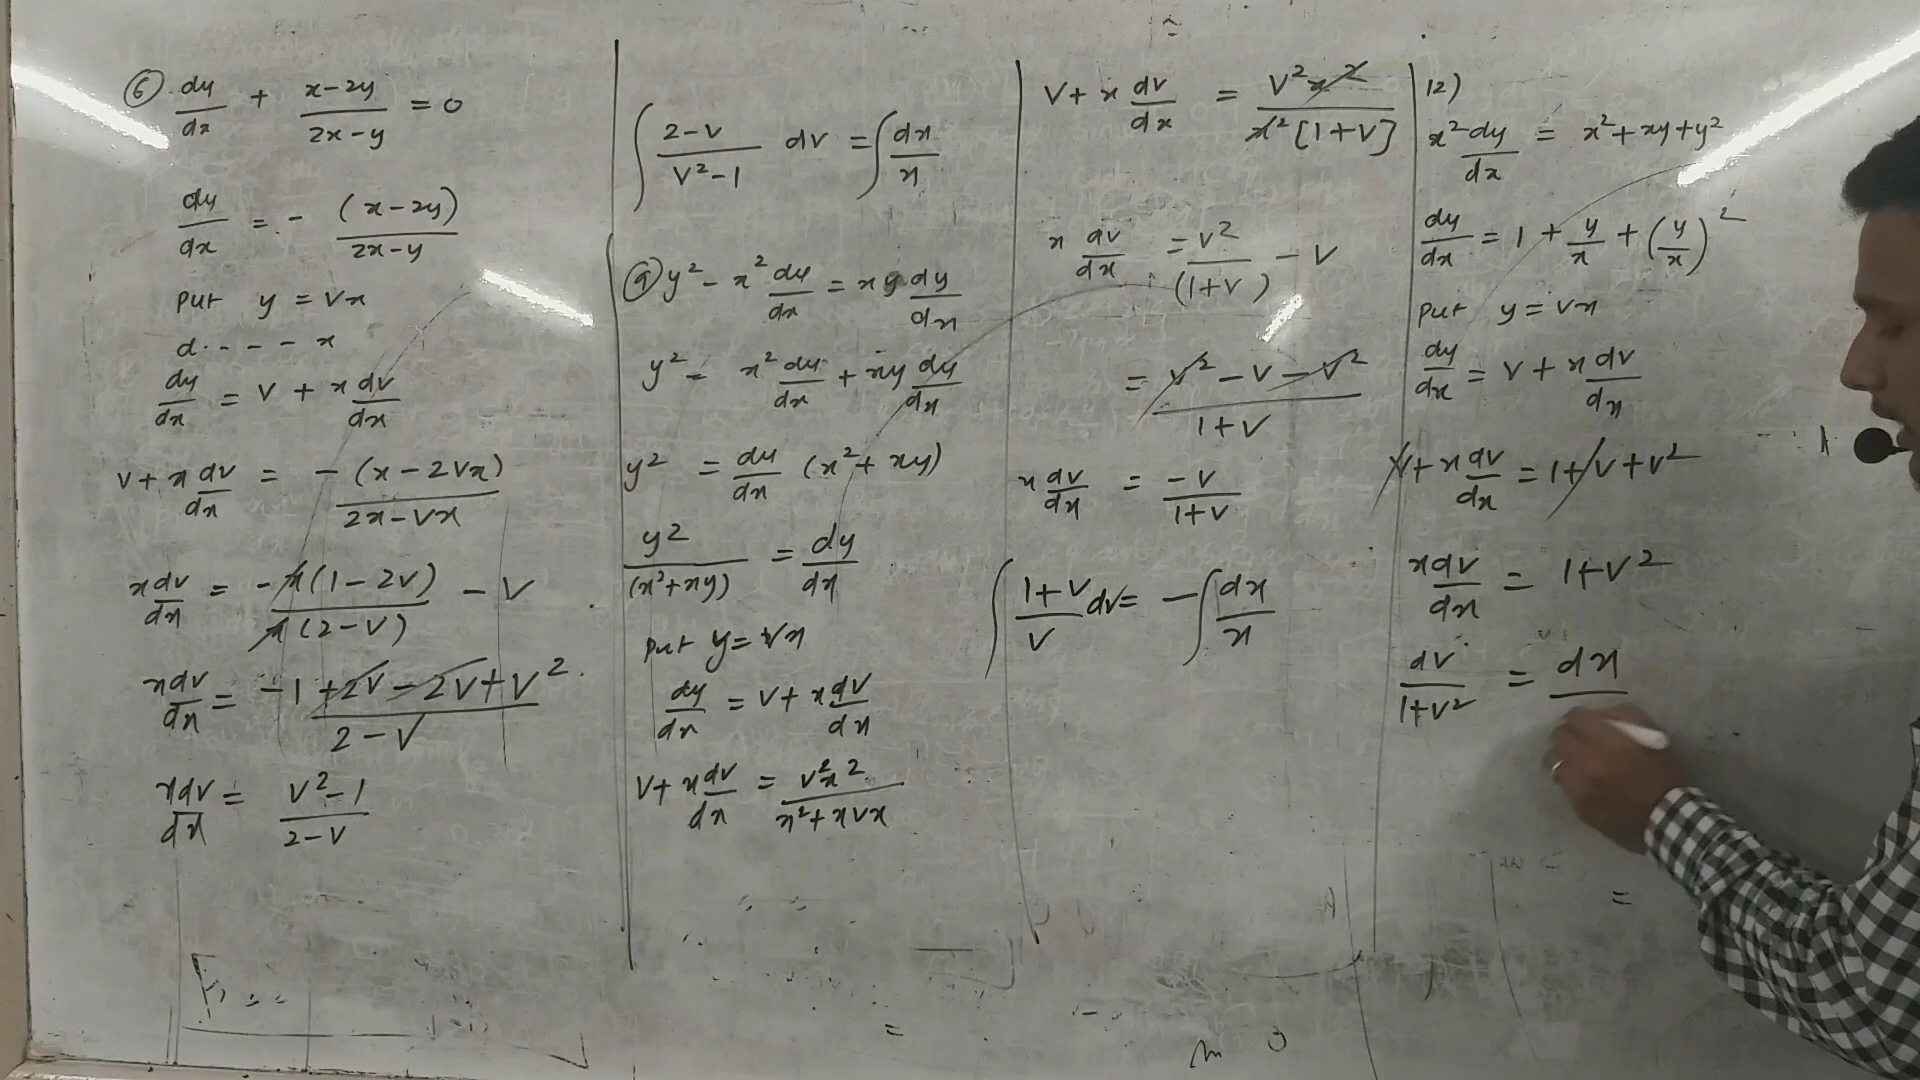 ⑥ dy/dx + (x-2y)/(2x-y) = 0
dy/dx = - (x-2y)/(2x-y)
put y = vx
d. - - - x
dy/dx = v + x dv/dx
v + x dv/dx = -(x-2vx)/(2x-vx)
x dv/dx = -x(1-2v)/x(2-v) - v
x dv/dx = (-1+2v-2v+v²)/(2-v)
x dv/dx = (v²-1)/(2-v)
∫ (2-v)/(v²-1) dv = ∫ dx/x
⑨ y² - x² dy/dx = xy dy/dx
y² = x² dy/dx + xy dy/dx
y² = dy/dx (x²+xy)
y²/(x²+xy) = dy/dx
put y = vx
dy/dx = v + x dv/dx
v + x dv/dx = v²x²/(x²+xvx)
v + x dv/dx = v²x²/x²[1+v]
x dv/dx = v²/(1+v) - v
= (v²-v-v²)/(1+v)
x dv/dx = -v/(1+v)
∫ (1+v)/v dv = -∫ dx/x
12)
x² dy/dx = x²+xy+y²
dy/dx = 1 + y/x + (y/x)²
put y = vx
dy/dx = v + x dv/dx
v + x dv/dx = 1+v+v²
x dv/dx = 1+v²
dv/(1+v²) = dx